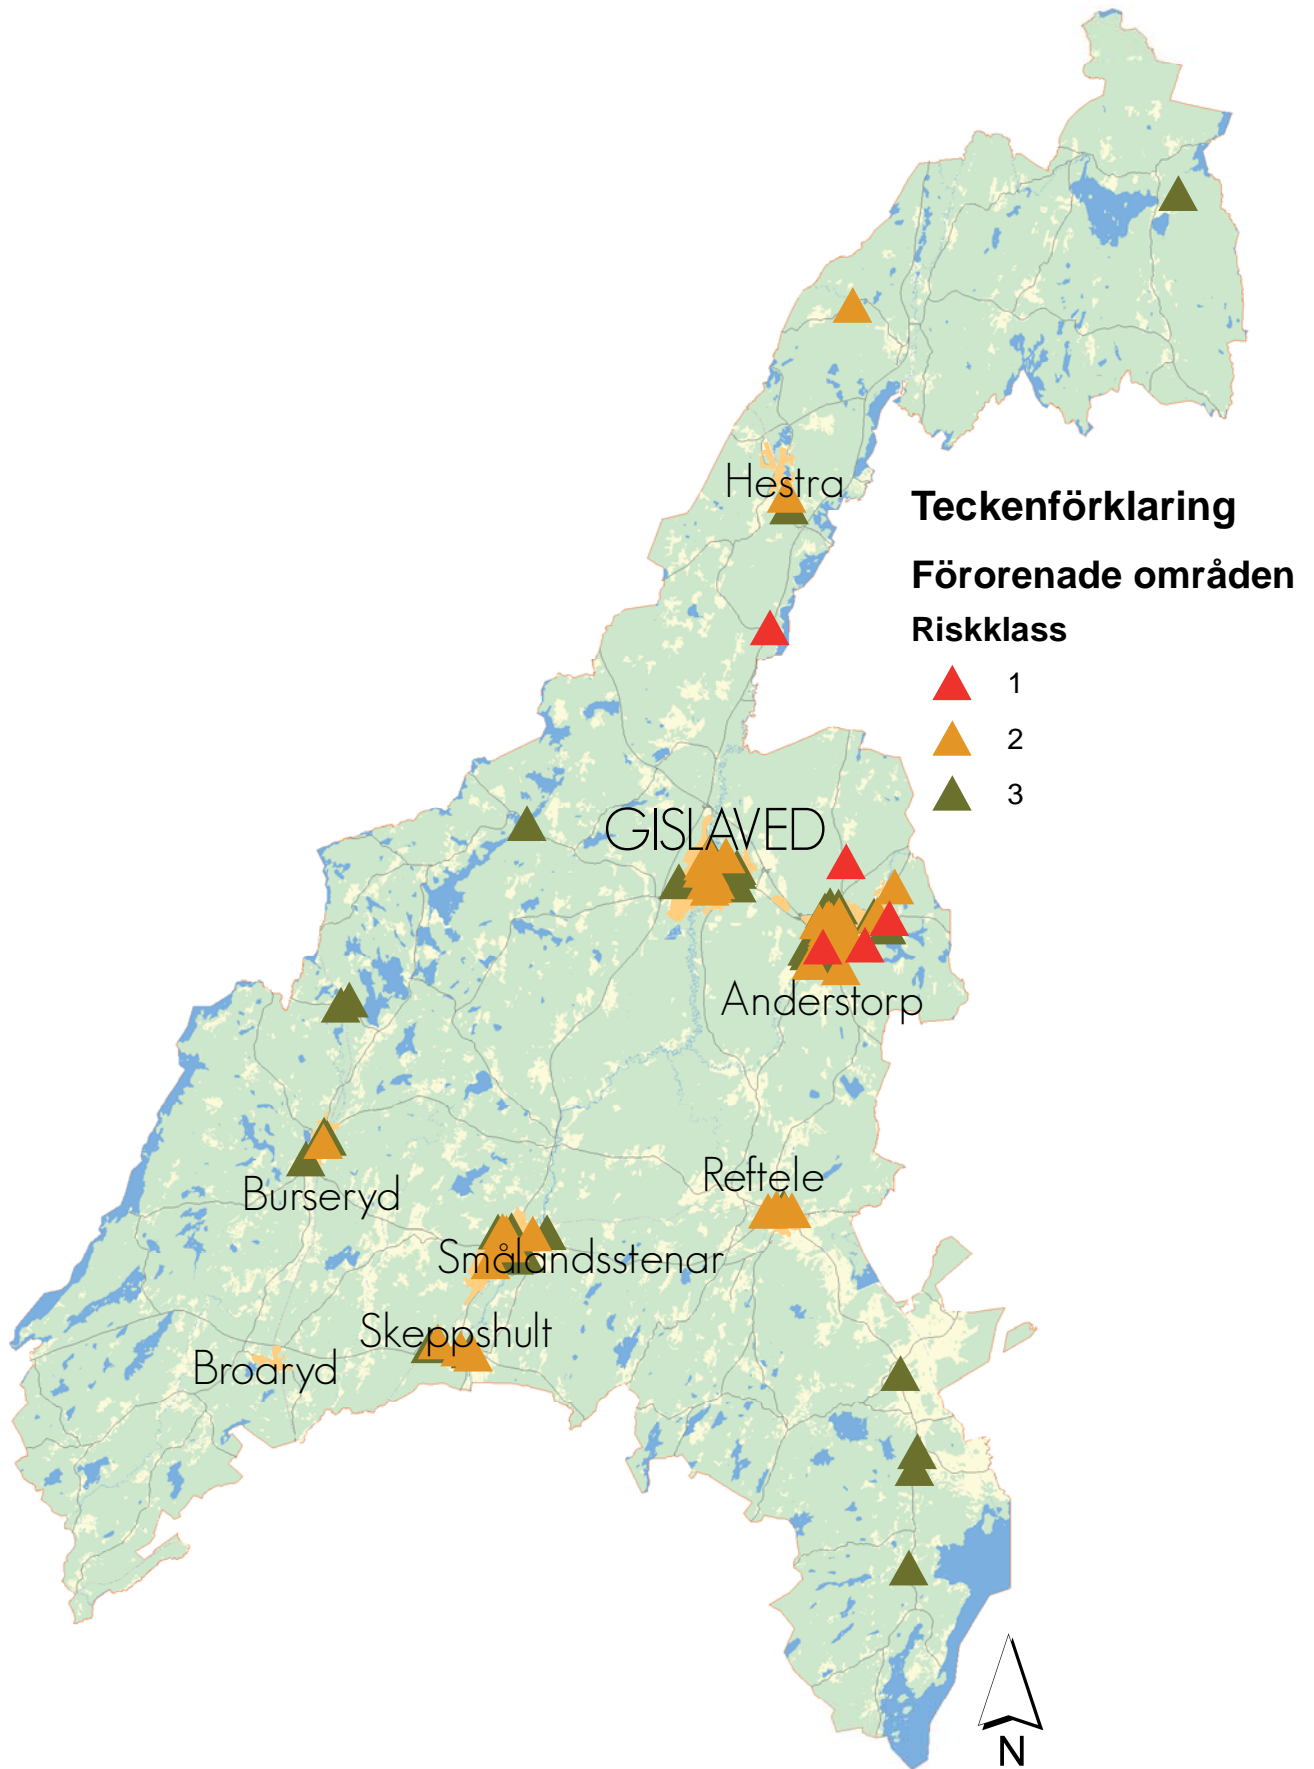 Hestra
Teckenförklaring
Förorenade områden
Riskklass
1
2
3
GISLAVED
Anderstorp
Reftele
Burseryd
Smålandsstenar
Skeppshult
Broaryd
N